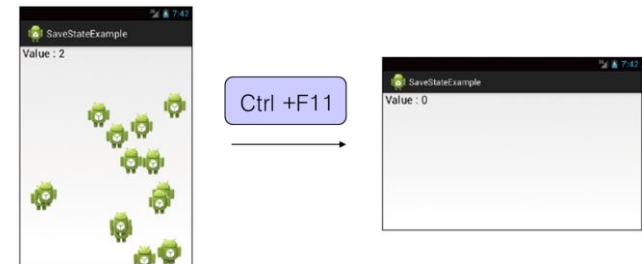 7:42
SaveStateExample
Value : 2
Ctrl +F11
7:42
SaveStateExample
Value : 0